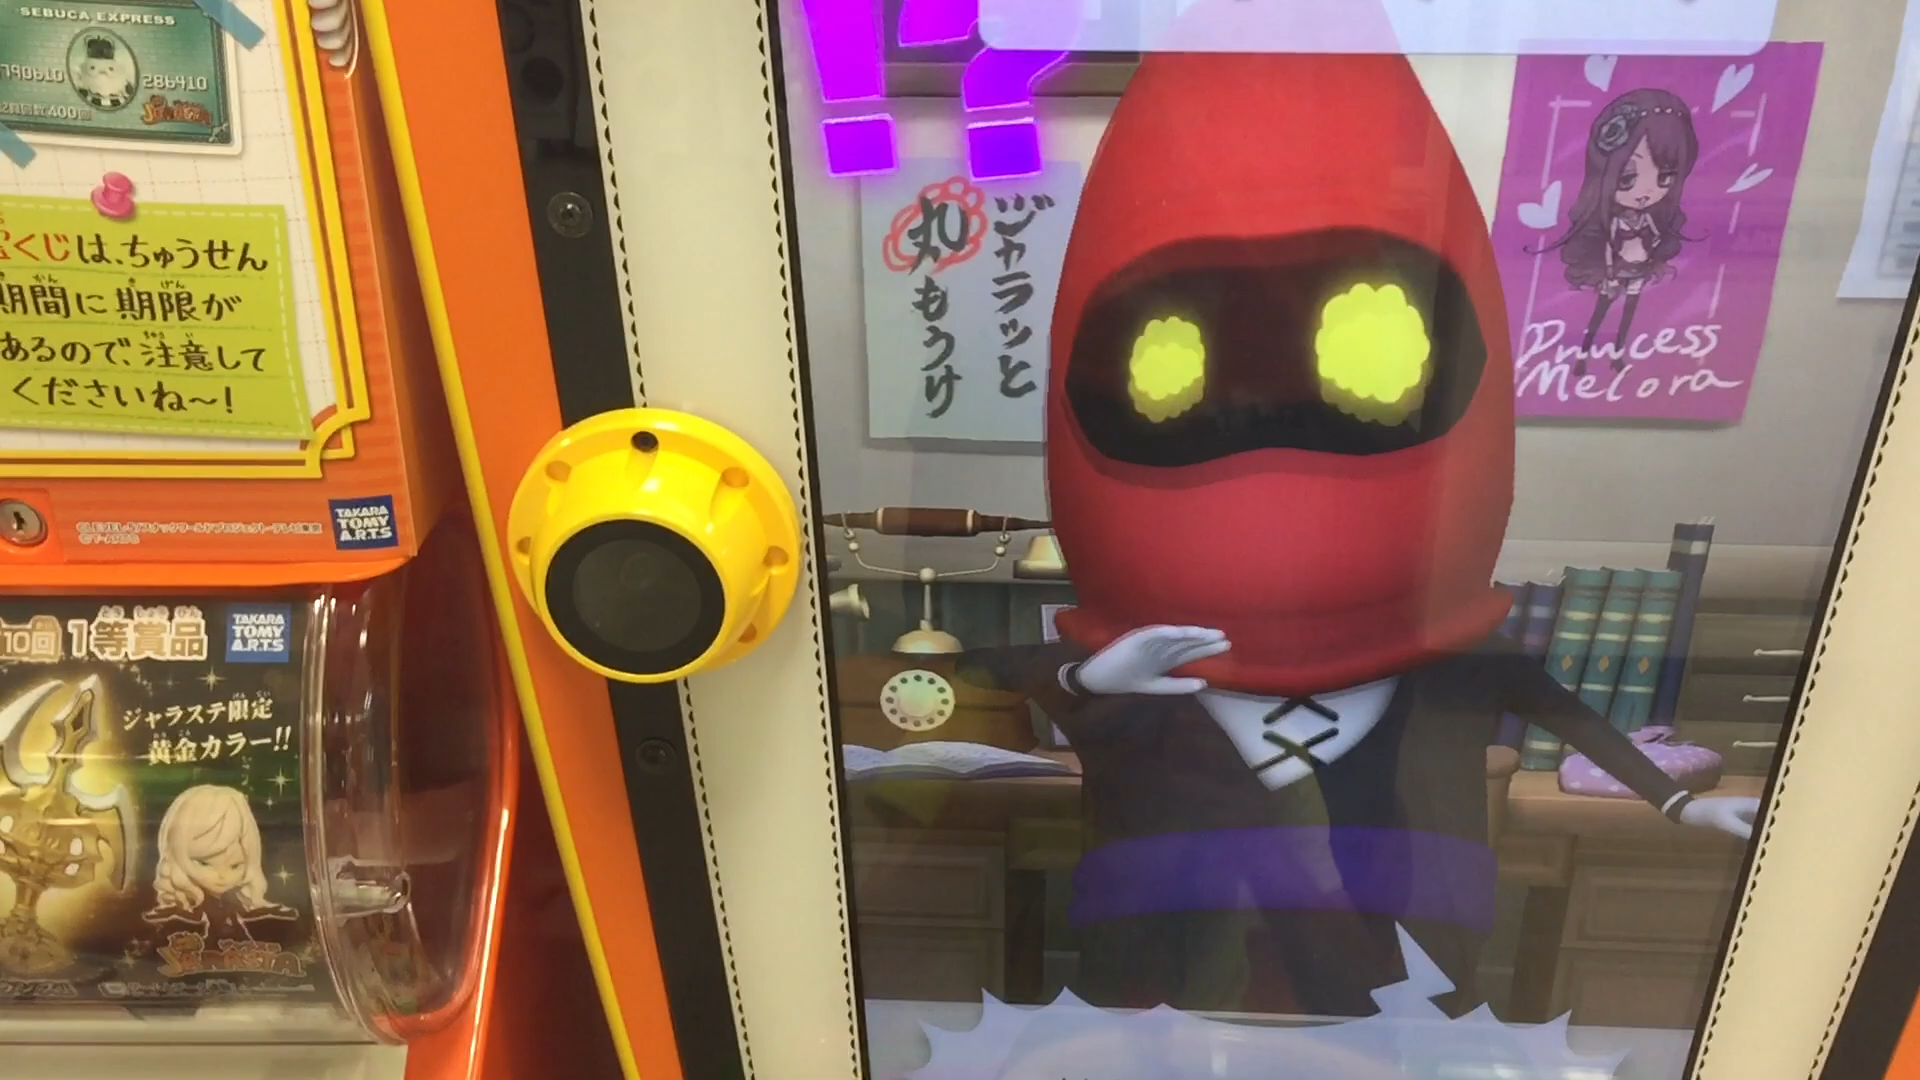 SEBUCA EXPRESS
790610 286410
くじは、ちゅうせん
期間に期限が
あるので、注意して
くださいね〜!
TAKARA
TOMY
A.R.T.S
10回 1等賞品
TAKARA
TOMY
A.R.T.S
ジャラステ限定
黄金カラー!!
!?
ジャラッと
丸もうけ
Princess
Melora